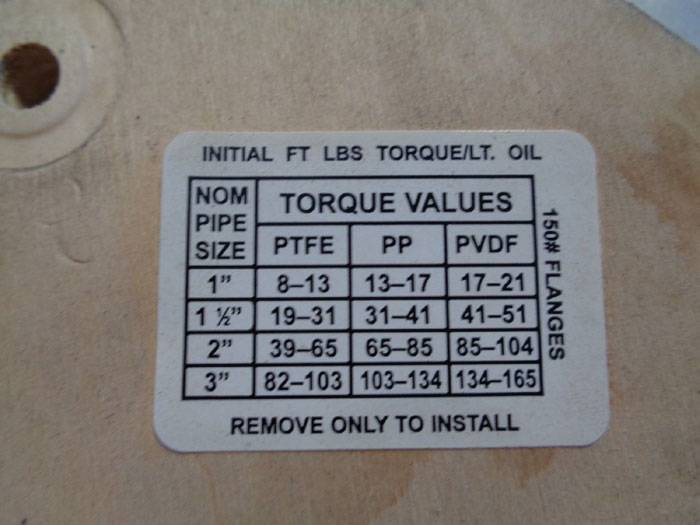 INITIAL FT LBS TORQUE/LT. OIL
NOM PIPE SIZE TORQUE VALUES
PTFE PP PVDF
1" 8–13 13–17 17–21
1 ½" 19–31 31–41 41–51
2" 39–65 65–85 85–104
3" 82–103 103–134 134–165
150# FLANGES
REMOVE ONLY TO INSTALL